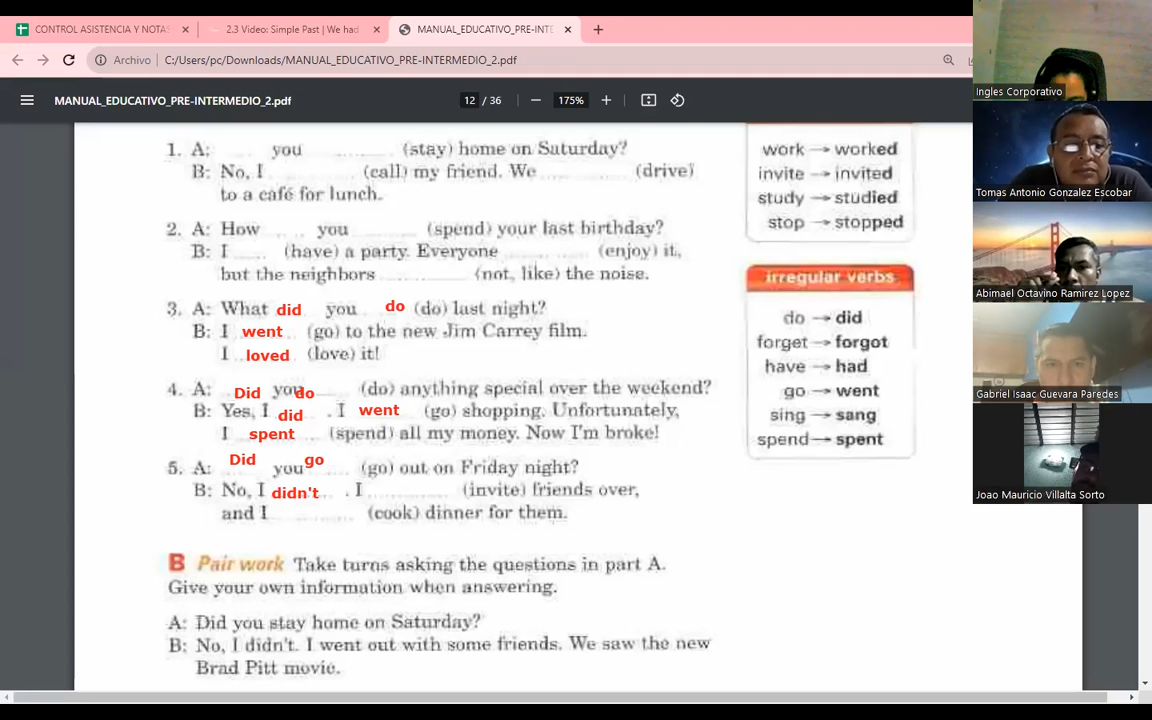 CONTROL ASISTENCIA Y NOTAS
2.3 Video: Simple Past | We had
MANUAL_EDUCATIVO_PRE-INTE
Archivo
C:/Users/pc/Downloads/MANUAL_EDUCATIVO_PRE-INTERMEDIO_2.pdf
MANUAL_EDUCATIVO_PRE-INTERMEDIO_2.pdf
12 / 36
175%
1. A: you (stay) home on Saturday?
B: No, I (call) my friend. We (drive)
to a café for lunch.
2. A: How you (spend) your last birthday?
B: I (have) a party. Everyone (enjoy) it,
but the neighbors (not, like) the noise.
3. A: What did you do (do) last night?
B: I went (go) to the new Jim Carrey film.
I loved (love) it!
4. A: Did you do (do) anything special over the weekend?
B: Yes, I did . I went (go) shopping. Unfortunately,
I spent (spend) all my money. Now I'm broke!
5. A: Did you go (go) out on Friday night?
B: No, I didn't . I (invite) friends over,
and I (cook) dinner for them.
B Pair work Take turns asking the questions in part A.
Give your own information when answering.
A: Did you stay home on Saturday?
B: No, I didn't. I went out with some friends. We saw the new
Brad Pitt movie.
work → worked
invite → invited
study → studied
stop → stopped
irregular verbs
do → did
forget → forgot
have → had
go → went
sing → sang
spend → spent
Ingles Corporativo
Tomas Antonio Gonzalez Escobar
Abimael Octavino Ramirez Lopez
Gabriel Isaac Guevara Paredes
Joao Mauricio Villalta Sorto